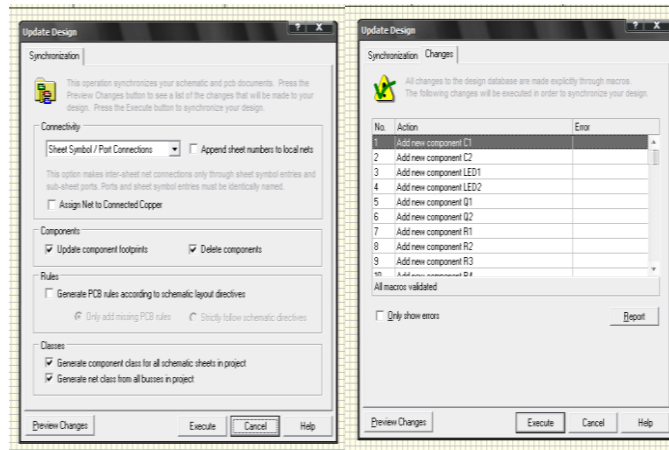 Update Design
? X
Synchronization
This operation synchronizes your schematic and pcb documents. Press the
Preview Changes button to see a list of the changes that will be made to your
design. Press the Execute button to synchronize your design.
Connectivity
Sheet Symbol / Port Connections
Append sheet numbers to local nets
This option makes inter-sheet net connections only through sheet symbol entries and
sub-sheet ports. Ports and sheet symbol entries must be identically named.
Assign Net to Connected Copper
Components
Update component footprints
Delete components
Rules
Generate PCB rules according to schematic layout directives
Only add missing PCB rules
Strictly follow schematic directives
Classes
Generate component class for all schematic sheets in project
Generate net class from all busses in project
Preview Changes
Execute
Cancel
Help
Update Design
? X
Synchronization
Changes
All changes to the design database are made explicitly through macros.
The following changes will be executed in order to synchronize your design.
No. Action Error
1 Add new component C1
2 Add new component C2
3 Add new component LED1
4 Add new component LED2
5 Add new component Q1
6 Add new component Q2
7 Add new component R1
8 Add new component R2
9 Add new component R3
10 Add new component R4
All macros validated
Only show errors
Report
Preview Changes
Execute
Cancel
Help